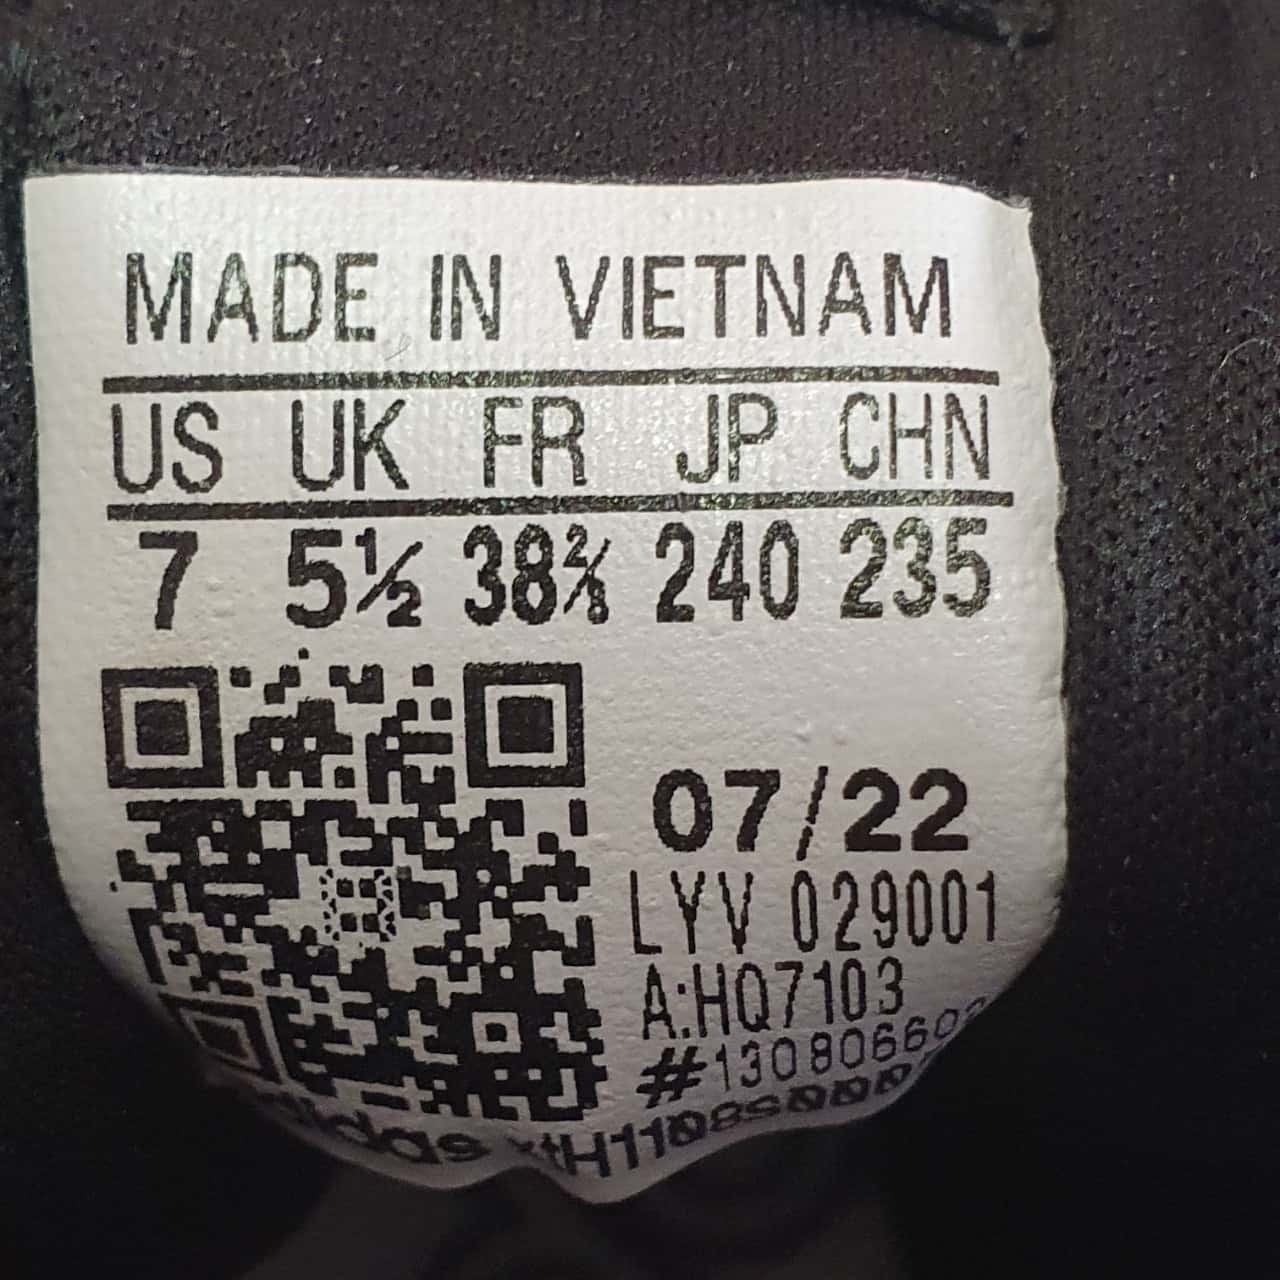 MADE IN VIETNAM
US UK FR JP CHN
7 5½ 38⅔ 240 235
07/22
LYV 029001
A:HQ7103